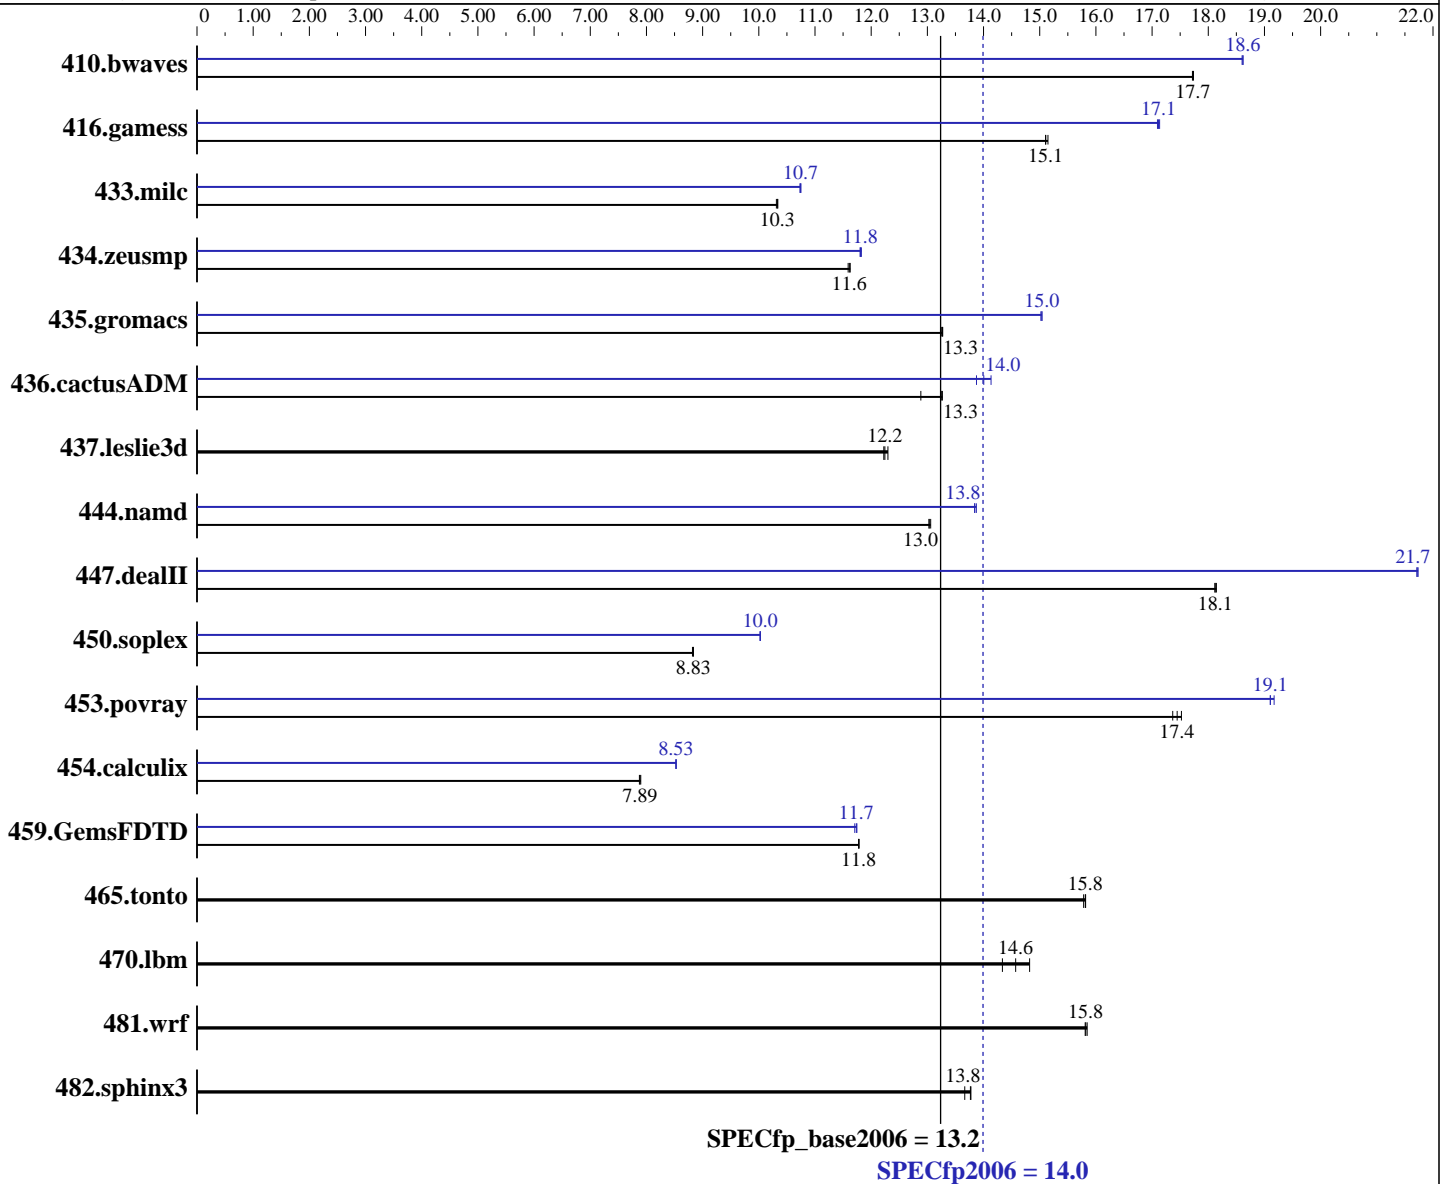 0 1.00 2.00 3.00 4.00 5.00 6.00 7.00 8.00 9.00 10.0 11.0 12.0 13.0 14.0 15.0 16.0 17.0 18.0 19.0 20.0 22.0
18.6
410.bwaves
17.7
17.1
416.gamess
15.1
10.7
433.milc
10.3
11.8
434.zeusmp
11.6
15.0
435.gromacs
13.3
14.0
436.cactusADM
13.3
12.2
437.leslie3d
13.8
444.namd
13.0
21.7
447.dealII
18.1
10.0
450.soplex
8.83
19.1
453.povray
17.4
8.53
454.calculix
7.89
11.7
459.GemsFDTD
11.8
15.8
465.tonto
14.6
470.lbm
15.8
481.wrf
13.8
482.sphinx3
SPECfp_base2006 = 13.2
SPECfp2006 = 14.0